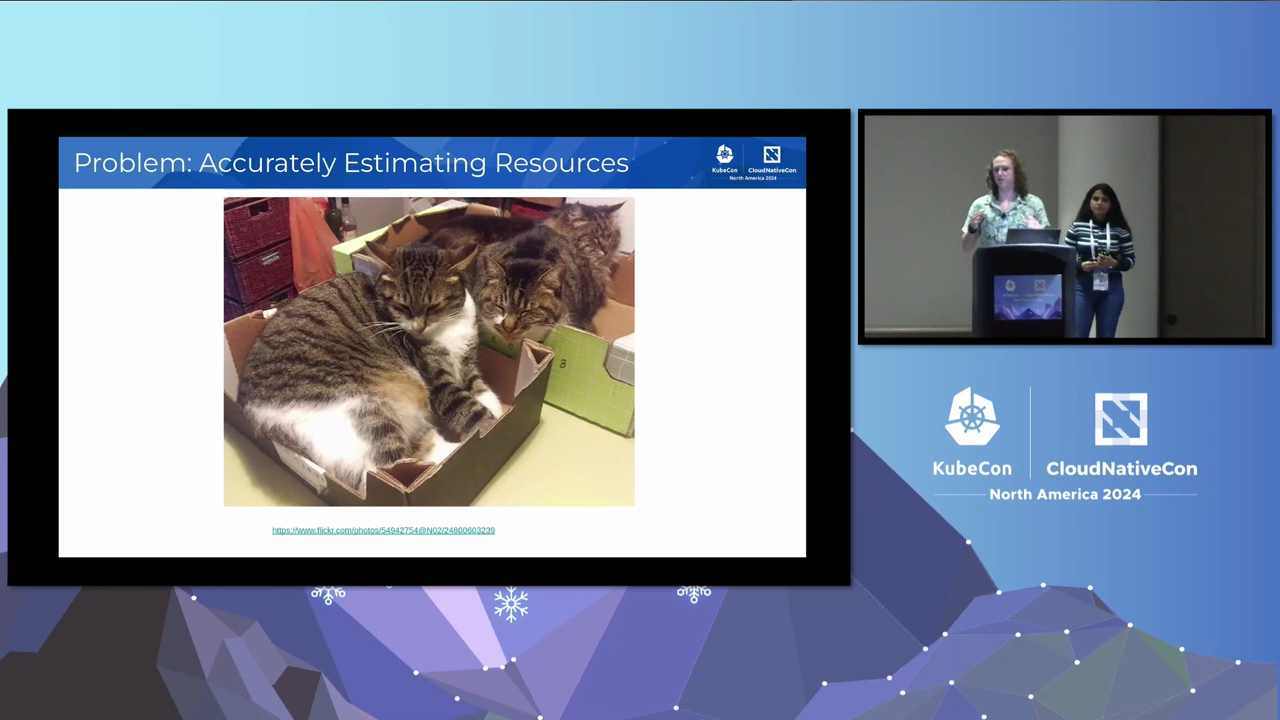 Problem: Accurately Estimating Resources
KubeCon
CloudNativeCon
North America 2024
8
https://www.flickr.com/photos/54942754@N02/24800603239
KubeCon
CloudNativeCon
North America 2024